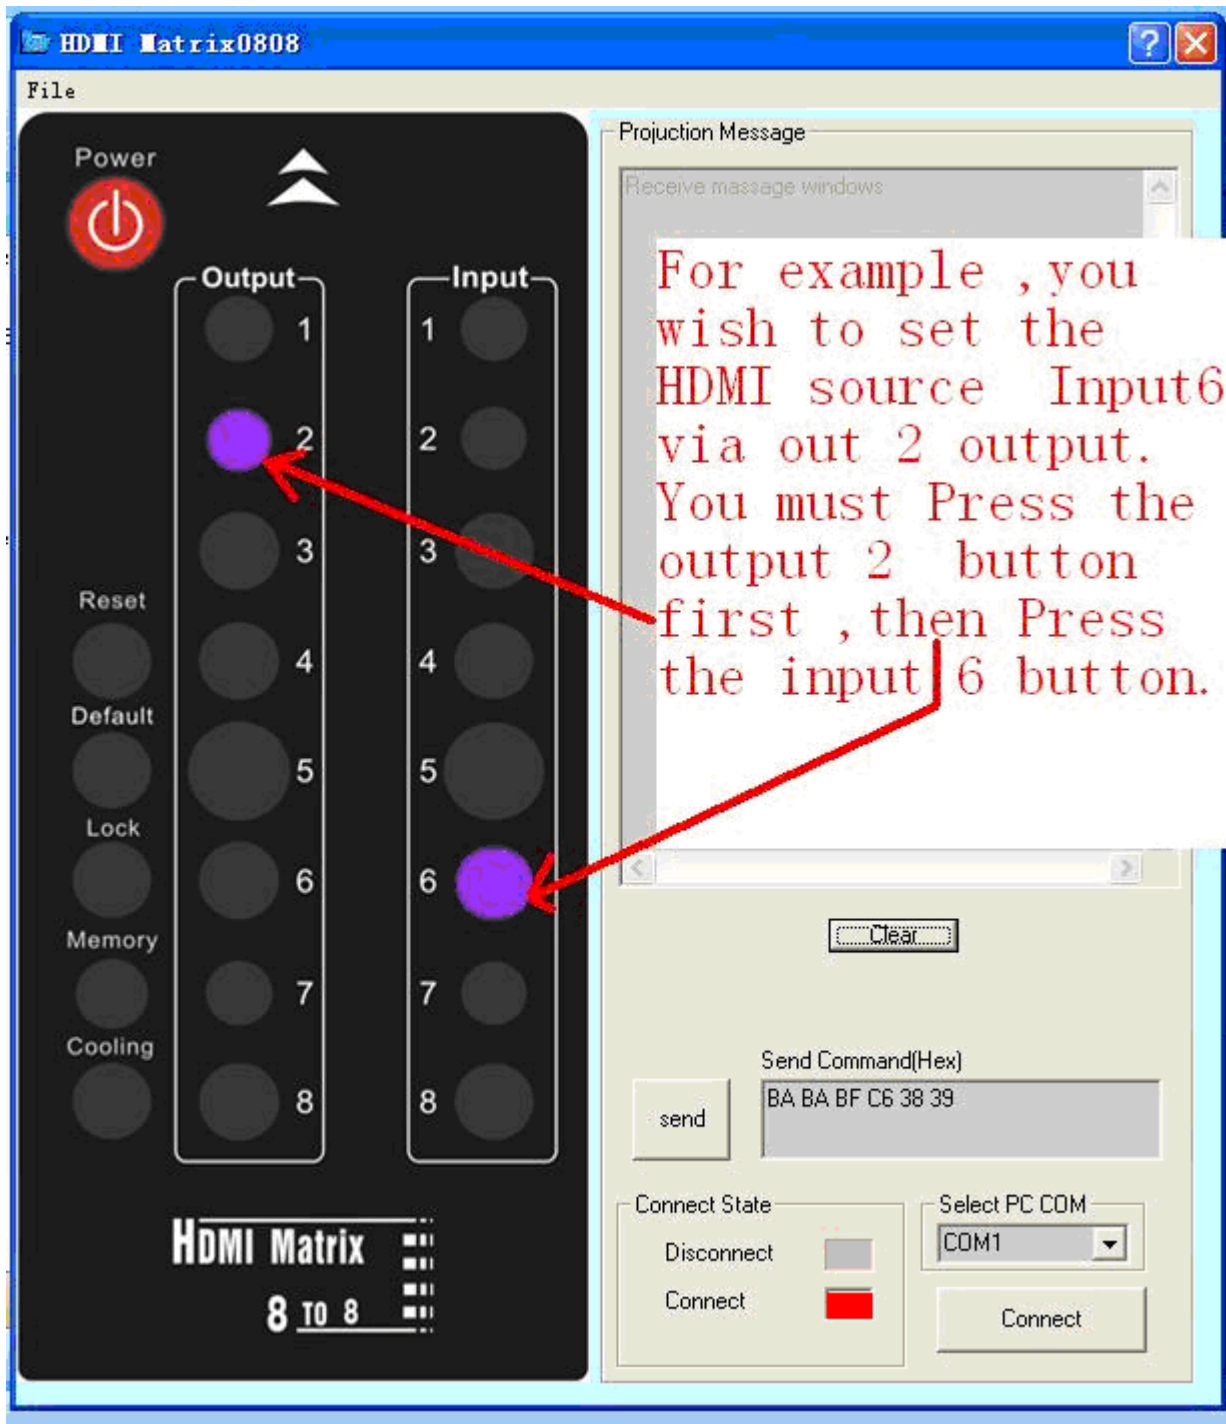 HDMI Matrix0808
File
Power
Output
Input
1
2
3
4
5
6
7
8
1
2
3
4
5
6
7
8
Reset
Default
Lock
Memory
Cooling
HDMI Matrix
8 TO 8
Projuction Message
Receive massage windows
For example ,you
wish to set the
HDMI source Input6
via out 2 output.
You must Press the
output 2 button
first ,then Press
the input 6 button.
Clear
Send Command(Hex)
send
BA BA BF C6 38 39
Connect State
Disconnect
Connect
Select PC COM
COM1
Connect